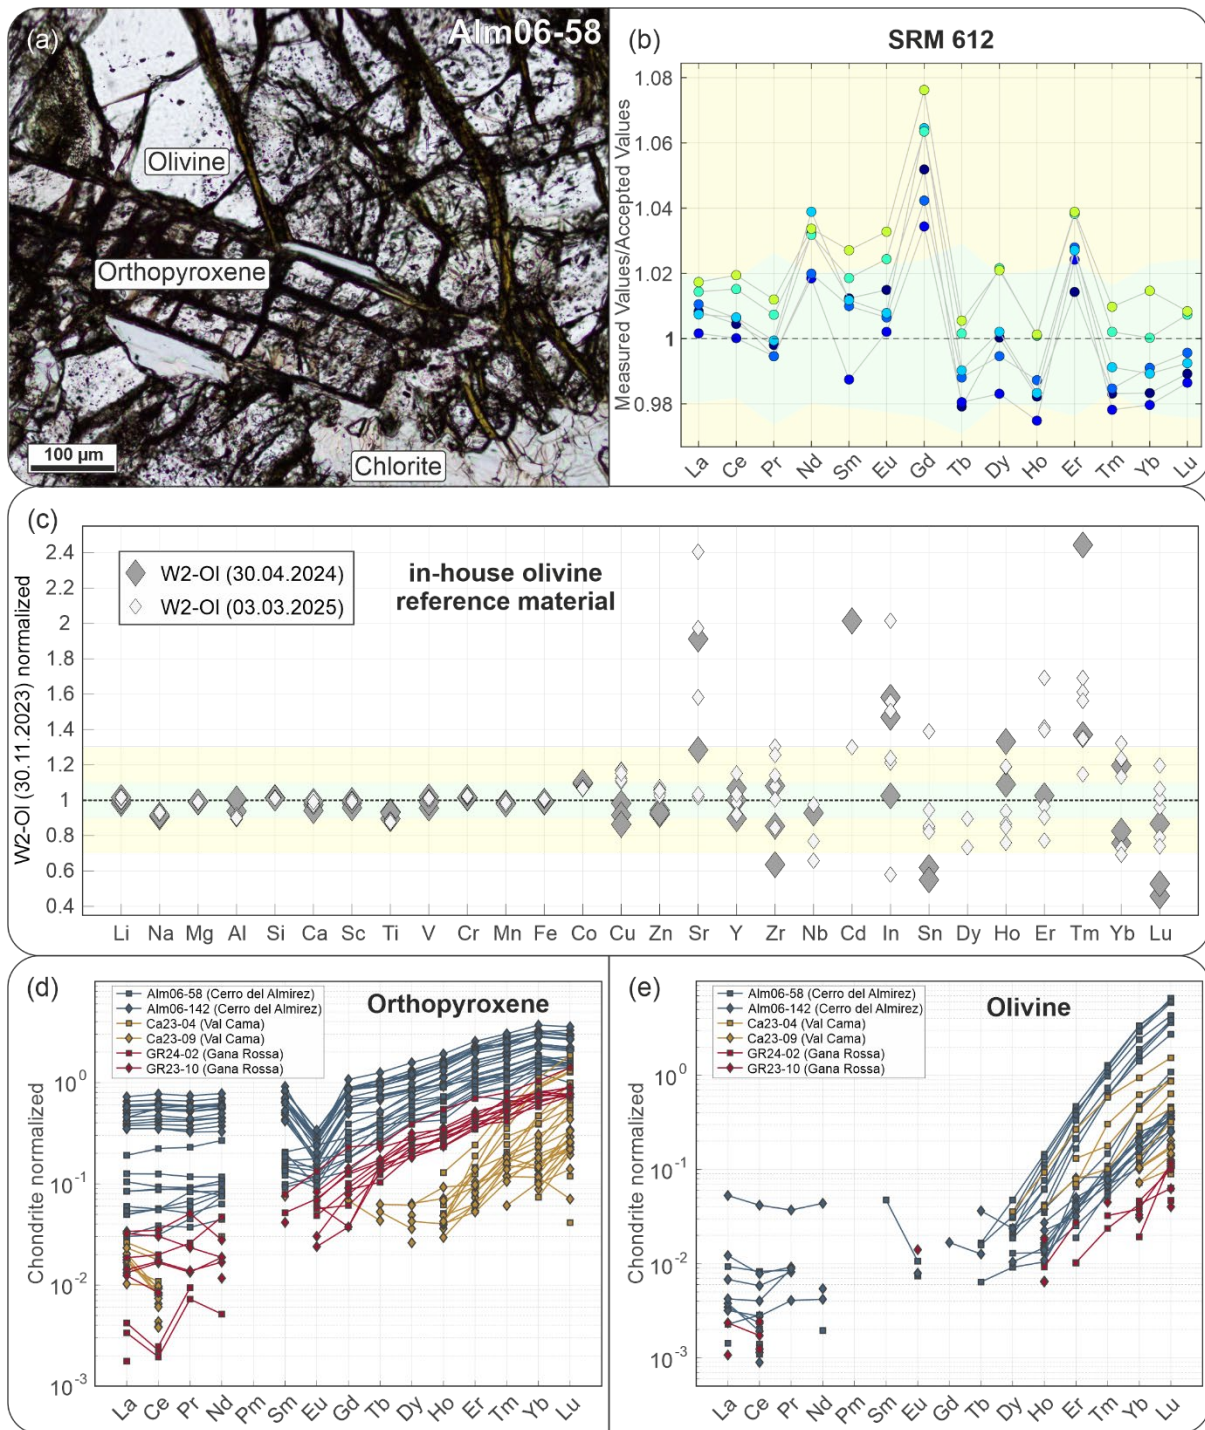 (a)
Alm06-58
Olivine
Orthopyroxene
Chlorite
100 µm
(b)
SRM 612
Measured Values/Accepted Values
1.08
1.06
1.04
1.02
1
0.98
La Ce Pr Nd Sm Eu Gd Tb Dy Ho Er Tm Yb Lu
(c)
W2-Ol (30.11.2023) normalized
W2-Ol (30.04.2024)
W2-Ol (03.03.2025)
in-house olivine
reference material
2.4
2.2
2
1.8
1.6
1.4
1.2
1
0.8
0.6
0.4
Li Na Mg Al Si Ca Sc Ti V Cr Mn Fe Co Cu Zn Sr Y Zr Nb Cd In Sn Dy Ho Er Tm Yb Lu
(d)
Orthopyroxene
Alm06-58 (Cerro del Almirez)
Alm06-142 (Cerro del Almirez)
Ca23-04 (Val Cama)
Ca23-09 (Val Cama)
GR24-02 (Gana Rossa)
GR23-10 (Gana Rossa)
Chondrite normalized
10⁰
10⁻¹
10⁻²
10⁻³
La Ce Pr Nd Pm Sm Eu Gd Tb Dy Ho Er Tm Yb Lu
(e)
Olivine
Alm06-58 (Cerro del Almirez)
Alm06-142 (Cerro del Almirez)
Ca23-04 (Val Cama)
Ca23-09 (Val Cama)
GR24-02 (Gana Rossa)
GR23-10 (Gana Rossa)
Chondrite normalized
10⁰
10⁻¹
10⁻²
10⁻³
La Ce Pr Nd Pm Sm Eu Gd Tb Dy Ho Er Tm Yb Lu